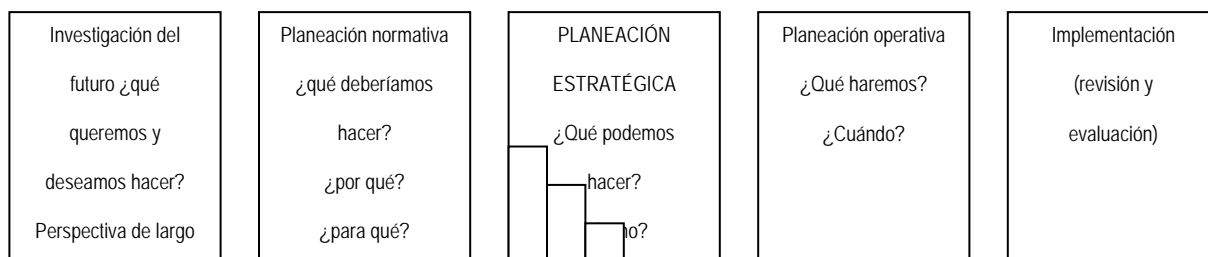 Investigación del
futuro ¿qué
queremos y
deseamos hacer?
Perspectiva de largo
Planeación normativa
¿qué deberíamos
hacer?
¿por qué?
¿para qué?
PLANEACIÓN
ESTRATÉGICA
¿Qué podemos
hacer?
Planeación operativa
¿Qué haremos?
¿Cuándo?
Implementación
(revisión y
evaluación)